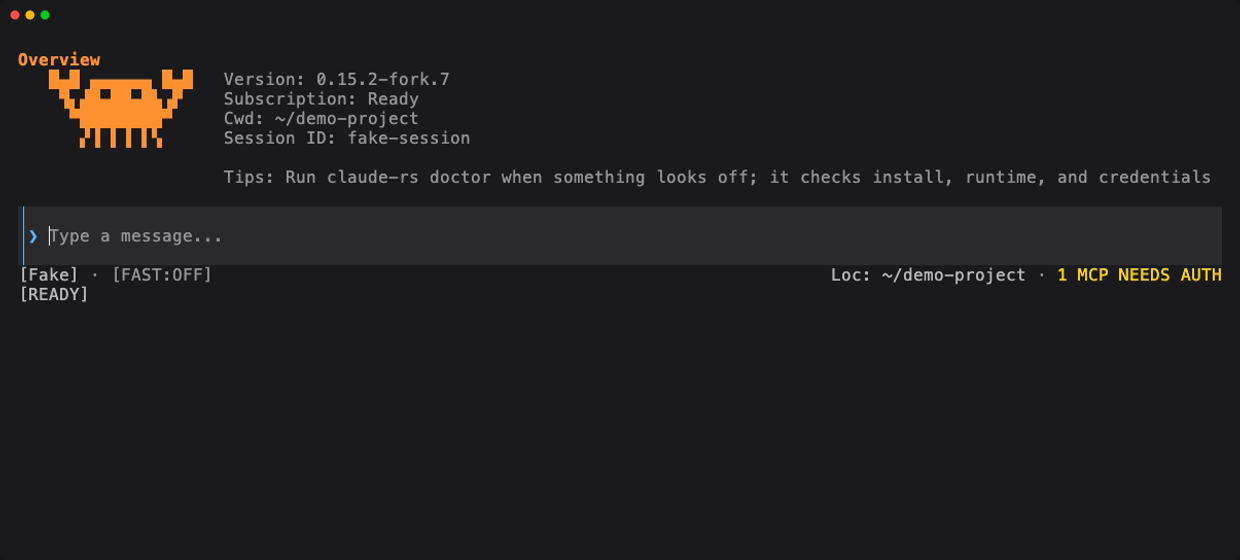 Overview
Version: 0.15.2-fork.7
Subscription: Ready
Cwd: ~/demo-project
Session ID: fake-session
Tips: Run claude-rs doctor when something looks off; it checks install, runtime, and credentials
❯ Type a message...
[Fake] · [FAST:OFF] Loc: ~/demo-project · 1 MCP NEEDS AUTH
[READY]